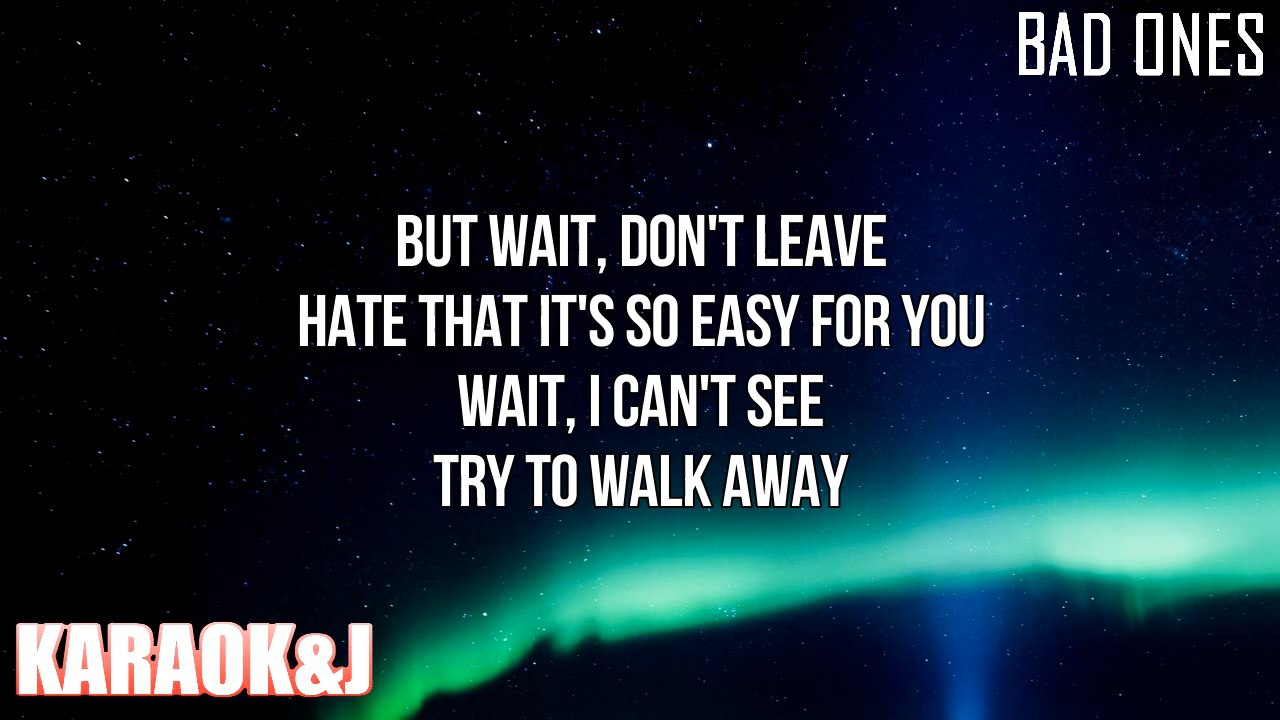 BAD ONES
BUT WAIT, DON'T LEAVE
HATE THAT IT'S SO EASY FOR YOU
WAIT, I CAN'T SEE
TRY TO WALK AWAY
KARAOK&J